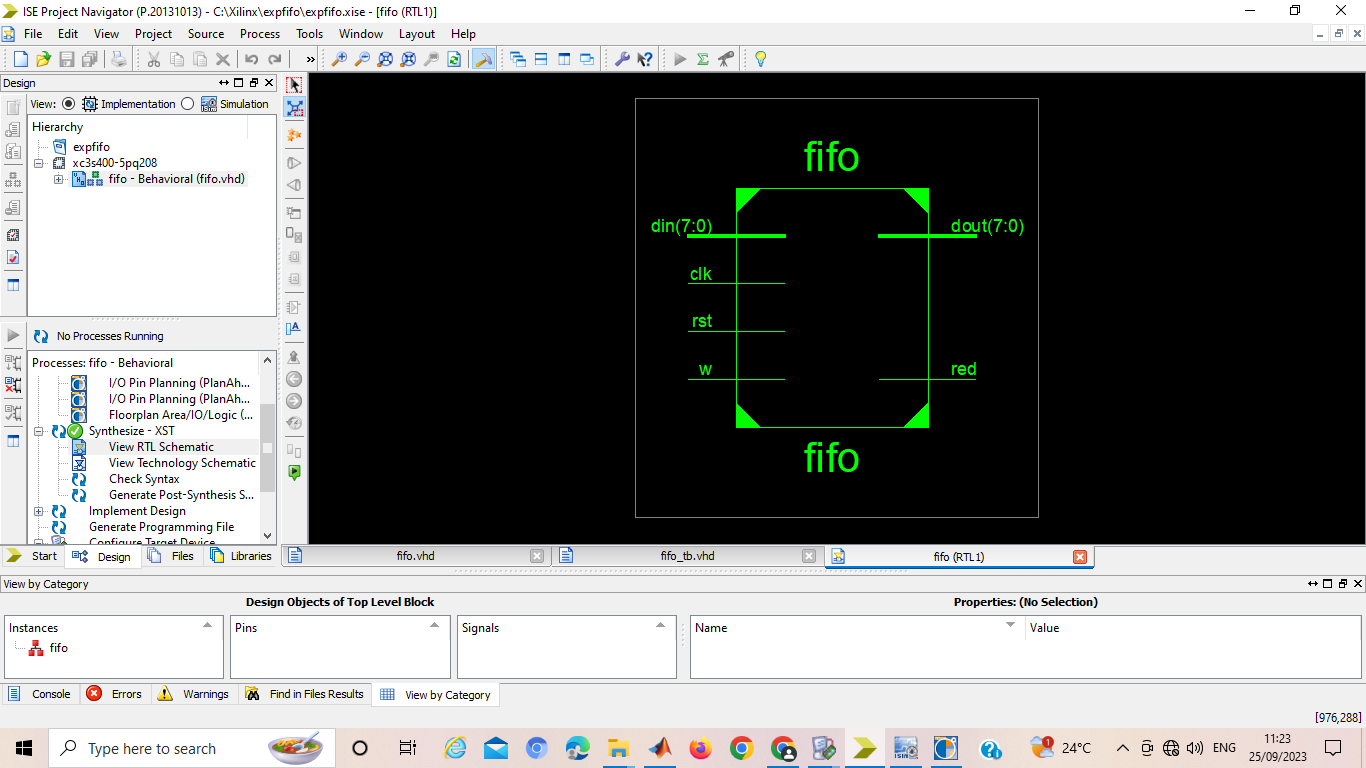 ISE Project Navigator (P.20131013) - C:\Xilinx\expfifo\expfifo.xise - [fifo (RTL1)]
File Edit View Project Source Process Tools Window Layout Help
»
Design
View: Implementation Simulation
Hierarchy
expfifo
xc3s400-5pq208
fifo - Behavioral (fifo.vhd)
No Processes Running
Processes: fifo - Behavioral
I/O Pin Planning (PlanAh...
I/O Pin Planning (PlanAh...
Floorplan Area/IO/Logic (...
Synthesize - XST
View RTL Schematic
View Technology Schematic
Check Syntax
Generate Post-Synthesis S...
Implement Design
Generate Programming File
Configure Target Device
Start Design Files Libraries
fifo
din(7:0) dout(7:0)
clk
rst
w red
fifo
fifo.vhd fifo_tb.vhd fifo (RTL1)
View by Category
Design Objects of Top Level Block Properties: (No Selection)
Instances Pins Signals Name Value
fifo
Console Errors Warnings Find in Files Results View by Category
[976,288]
Type here to search 1 24°C ENG 11:23
25/09/2023